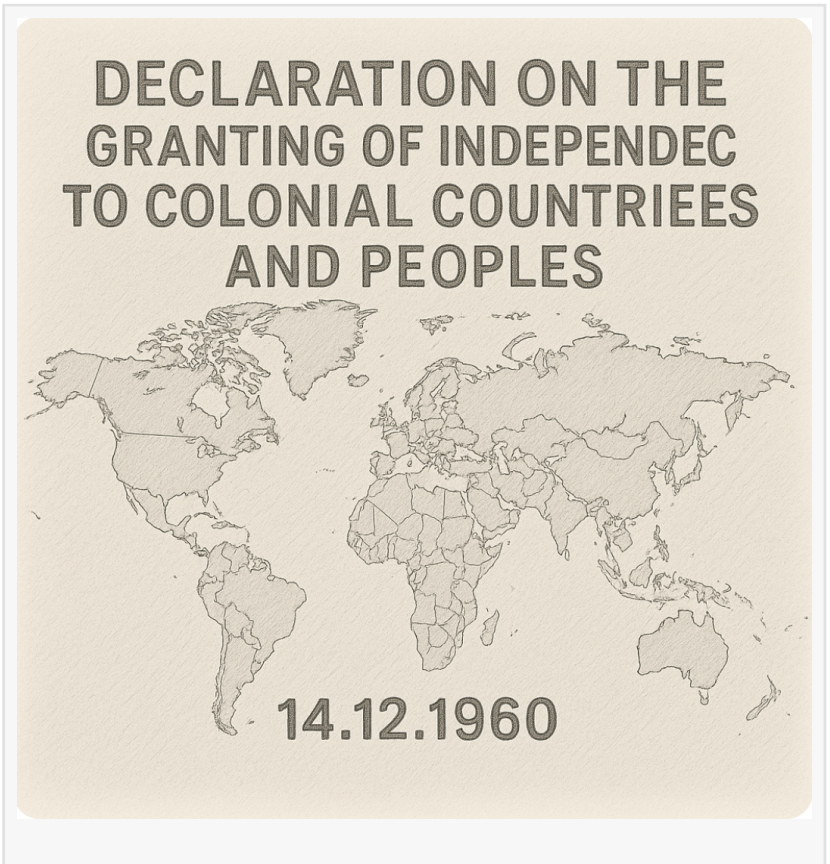 DECLARATION ON THE
GRANTING OF INDEPENDEC
TO COLONIAL COUNTRIEES
AND PEOPLES
14.12.1960